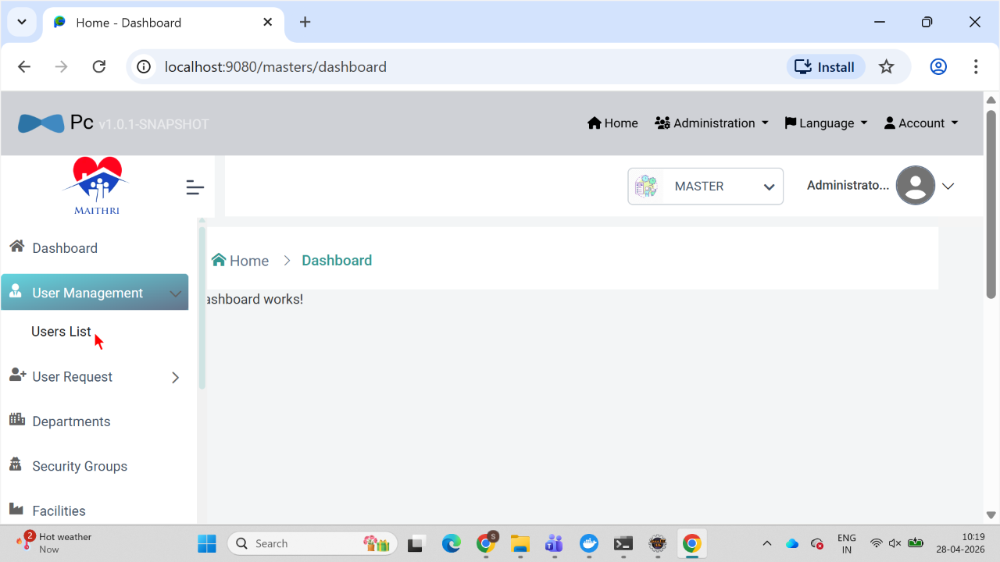 Home - Dashboard
localhost:9080/masters/dashboard
Install
Pc v1.0.1-SNAPSHOT
Home
Administration
Language
Account
MAITHRI
MASTER
Administrato...
Dashboard
Home
Dashboard
User Management
ashboard works!
Users List
User Request
Departments
Security Groups
Facilities
2
Hot weather
Now
Search
S
ENG
IN
10:19
28-04-2026